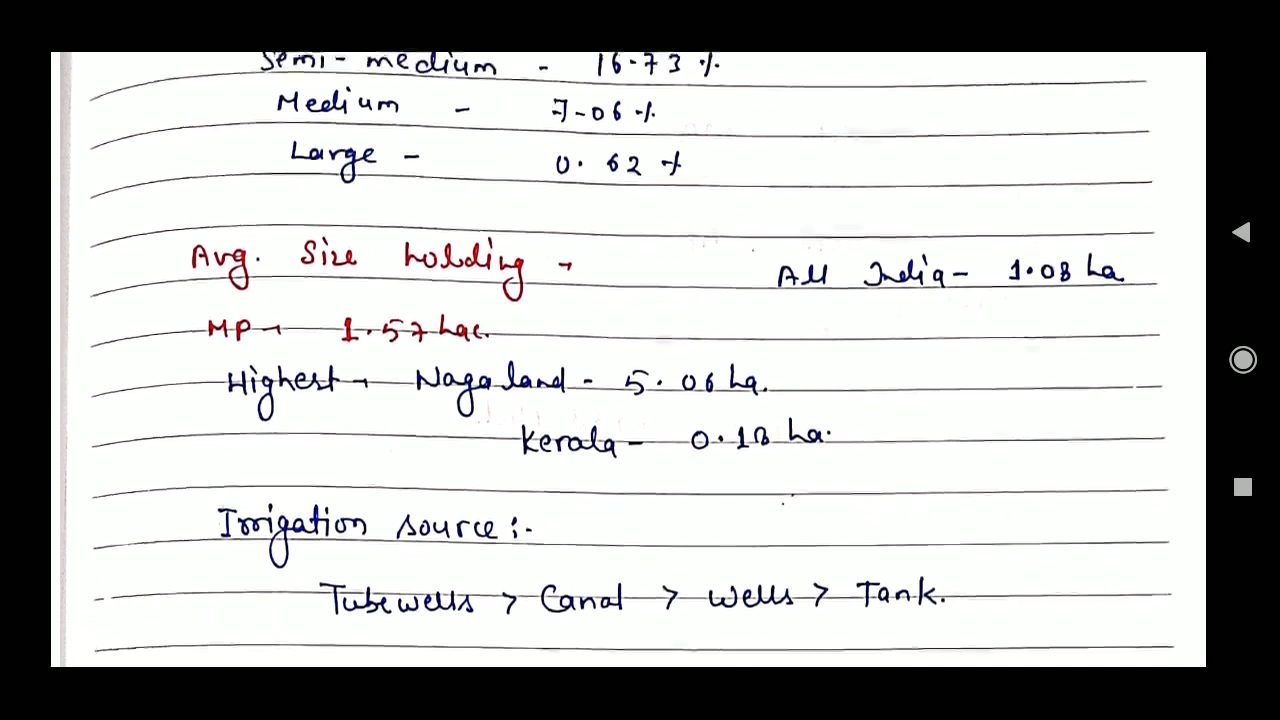 Semi-medium - 16.73 %
Medium - 7.06 %
Large - 0.62 %
Avg. Size holding →
All India - 1.08 ha
MP → 1.57 hac.
Highest → Nagaland - 5.06 ha.
Kerala - 0.18 ha.
Irrigation source :-
Tubewells > Canal > Wells > Tank.